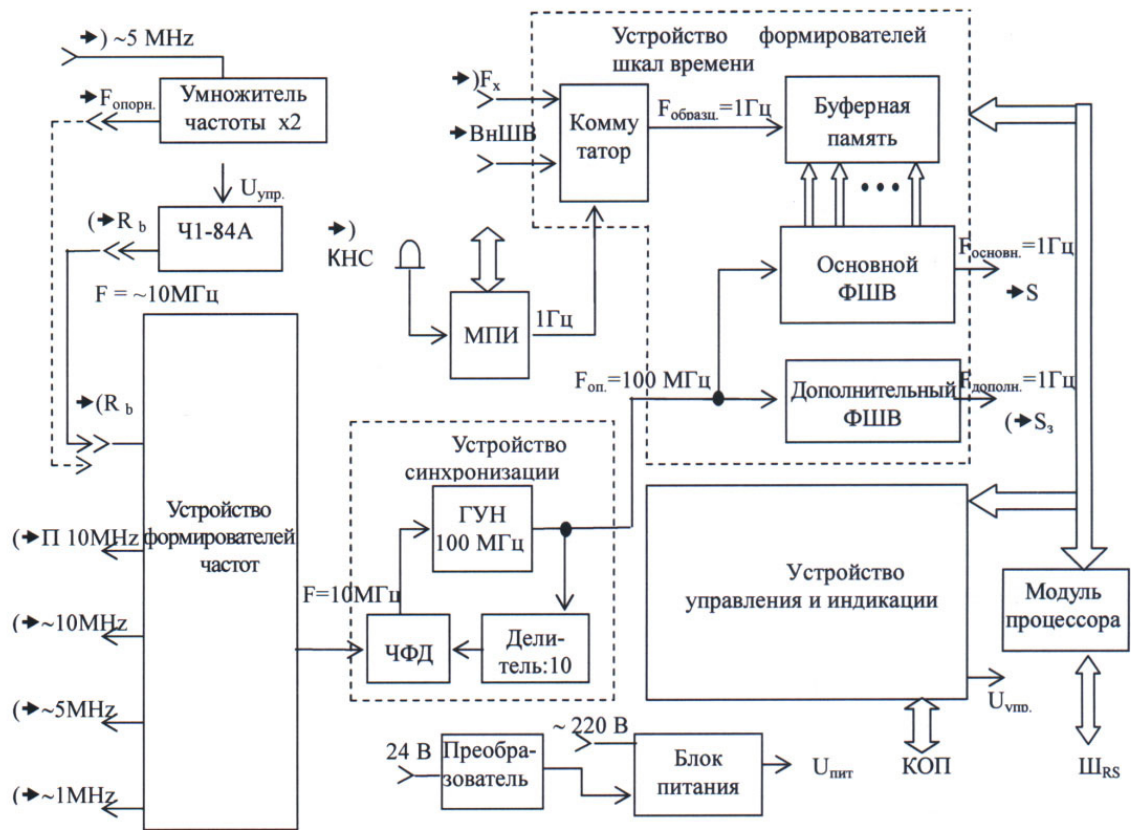 ➔) ~5 MHz
➔Fопорн.
Умножитель
частоты x2
Uупр.
(➔R b
Ч1-84А
F = ~10МГц
➔(R b
(➔П 10MHz
(➔~10MHz
(➔~5MHz
(➔~1MHz
Устройство
формирователей
частот
F=10МГц
Устройство
синхронизации
ГУН
100 МГц
ЧФД
Дели-
тель:10
➔)
КНС
МПИ
1Гц
➔)Fx
➔ВнШВ
Комму
татор
Устройство формирователей
шкал времени
Fобразц.=1Гц
Буферная
память
Основной
ФШВ
Fосновн.=1Гц
➔S
Fоп.=100 МГц
Дополнительный
ФШВ
Fдополн.=1Гц
(➔Sз
Устройство
управления и индикации
Модуль
процессора
Uупр.
КОП
ШRS
24 В
Преобра-
зователь
~ 220 В
Блок
питания
Uпит